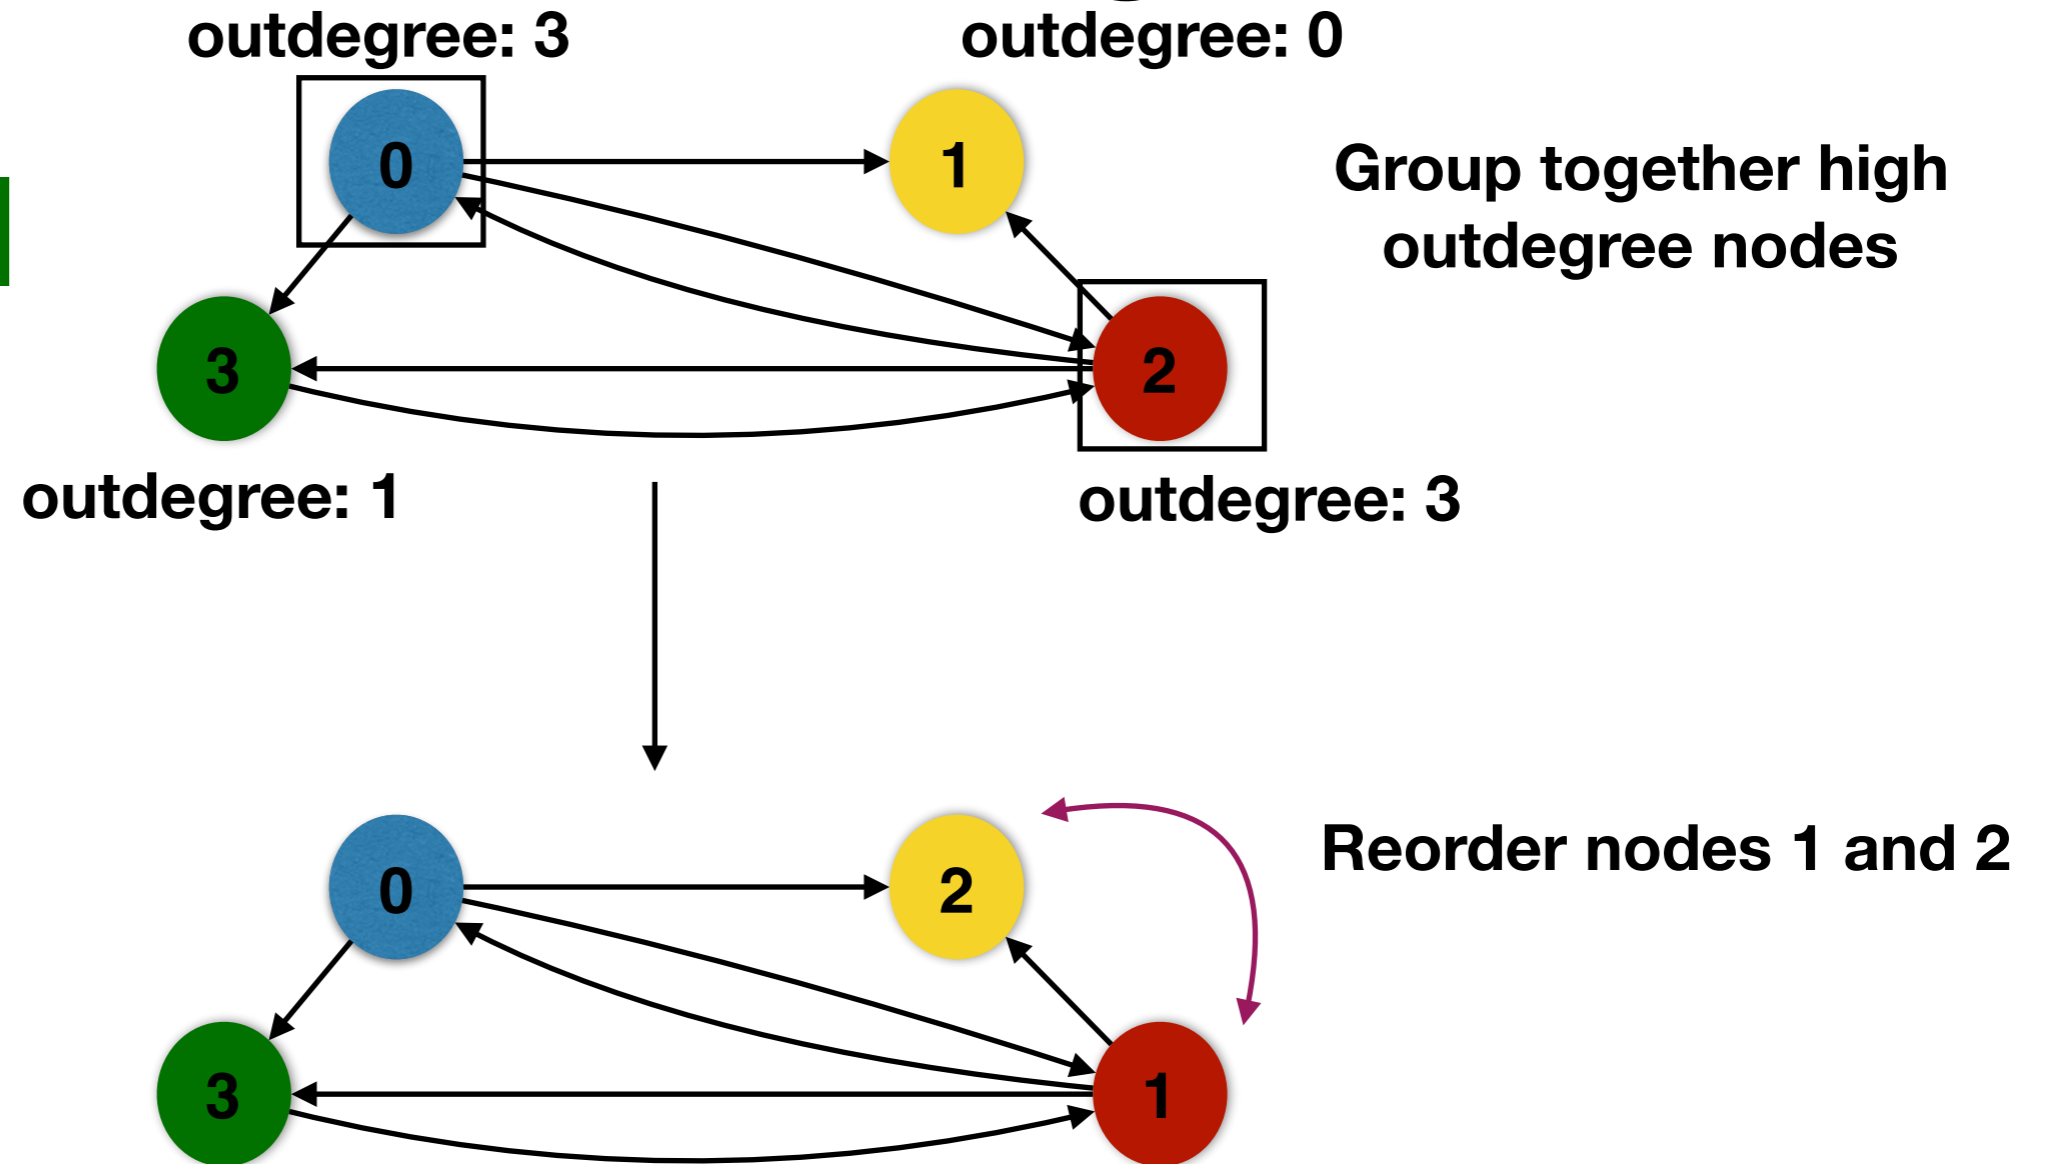 outdegree: 3
outdegree: 0
0
1
Group together high
outdegree nodes
3
2
outdegree: 1
outdegree: 3
0
2
Reorder nodes 1 and 2
3
1